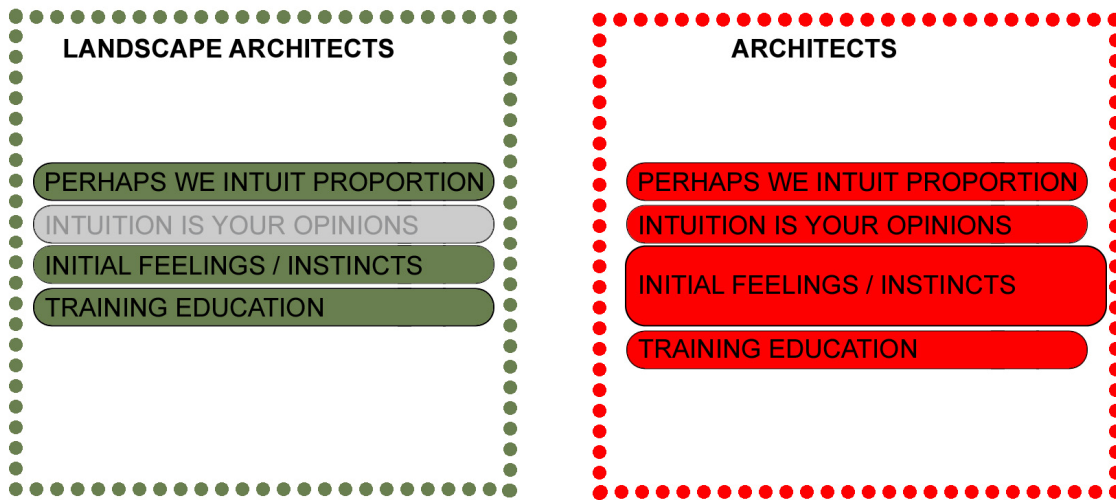 LANDSCAPE ARCHITECTS
PERHAPS WE INTUIT PROPORTION
INTUITION IS YOUR OPINIONS
INITIAL FEELINGS / INSTINCTS
TRAINING EDUCATION
ARCHITECTS
PERHAPS WE INTUIT PROPORTION
INTUITION IS YOUR OPINIONS
INITIAL FEELINGS / INSTINCTS
TRAINING EDUCATION